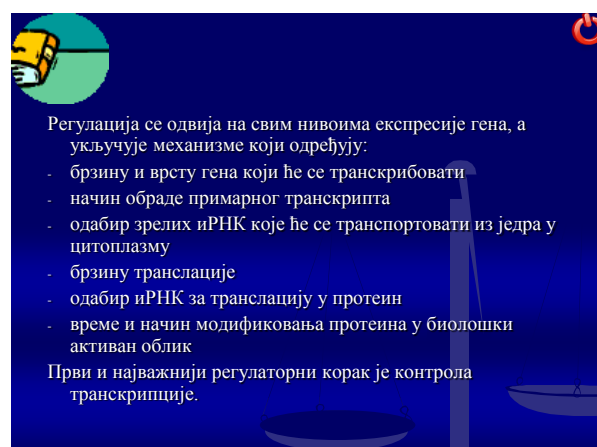 Регулација се одвија на свим нивоима експресије гена, а
укључује механизме који одређују:
- брзину и врсту гена који ће се транскрибовати
- начин обраде примарног транскрипта
- одабир зрелих иРНК које ће се транспортовати из једра у
цитоплазму
- брзину транслације
- одабир иРНК за транслацију у протеин
- време и начин модификовања протеина у биолошки
активан облик
Први и најважнији регулаторни корак је контрола
транскрипције.